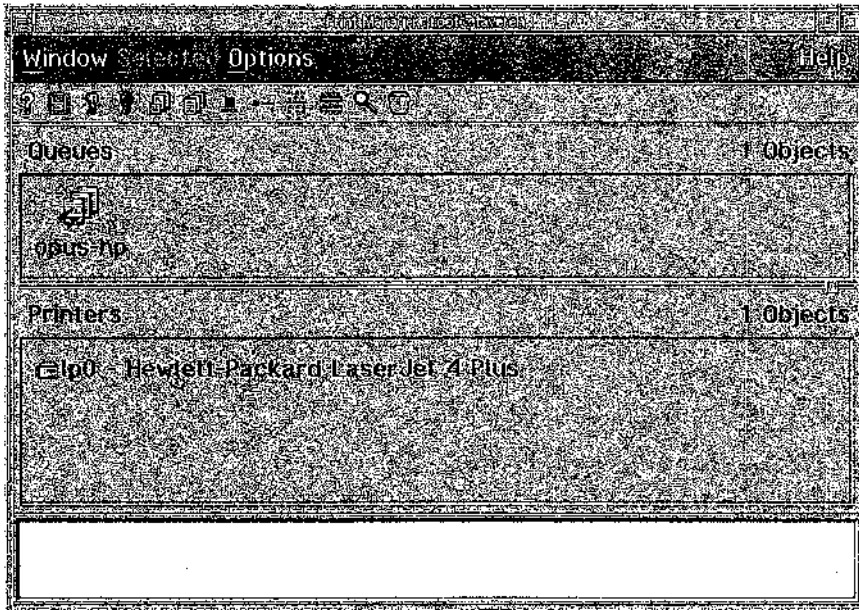 Window Selected Options Help
Queues 1 Objects
opus-hp
Printers 1 Objects
lp0 - Hewlett-Packard LaserJet 4 Plus